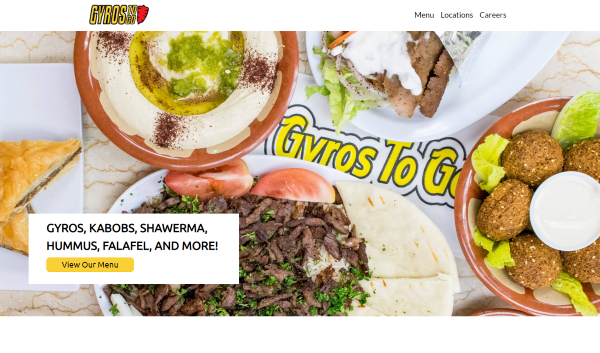 GYROS TO GO
Menu Locations Careers
Gyros To Go
GYROS, KABOBS, SHAWERMA,
HUMMUS, FALAFEL, AND MORE!
View Our Menu